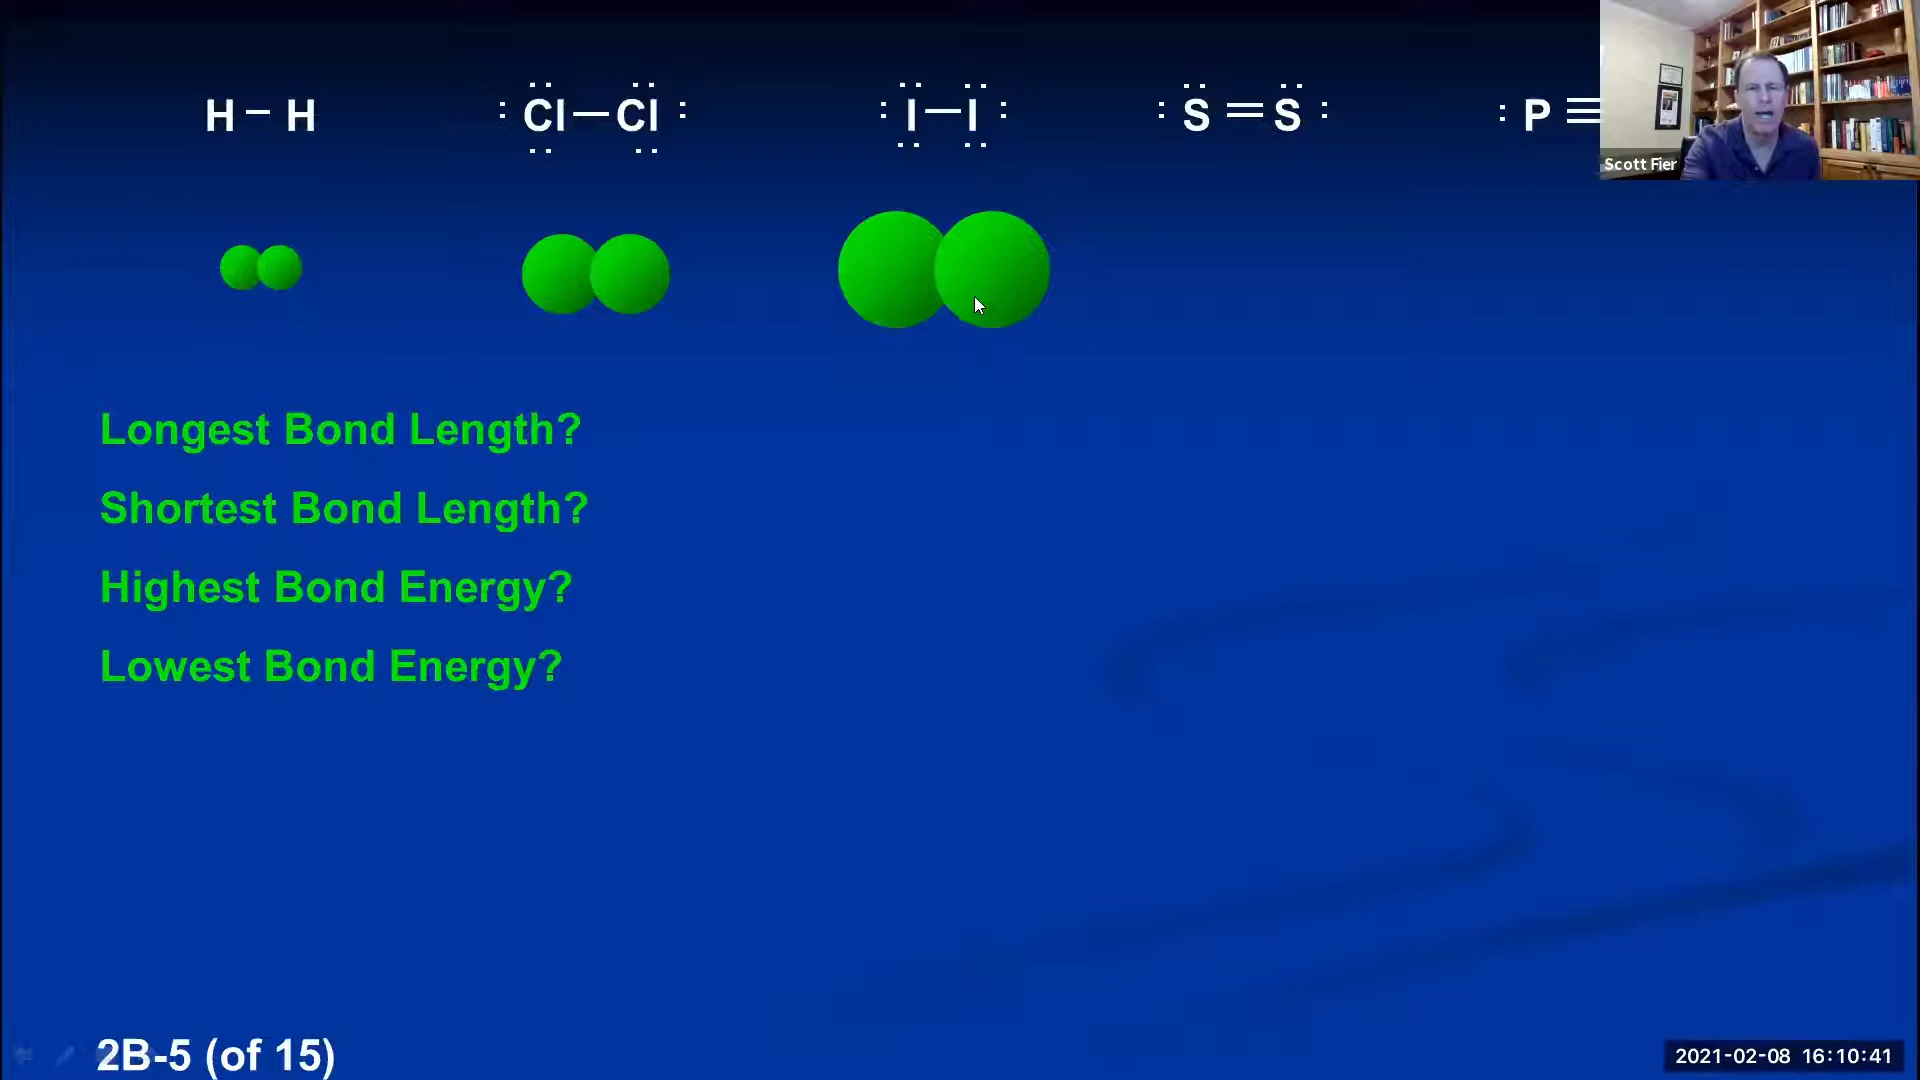 H – H
: Cl — Cl :
: I — I :
: S = S :
: P ≡
Scott Fier
Longest Bond Length?
Shortest Bond Length?
Highest Bond Energy?
Lowest Bond Energy?
2B-5 (of 15)
2021-02-08 16:10:41